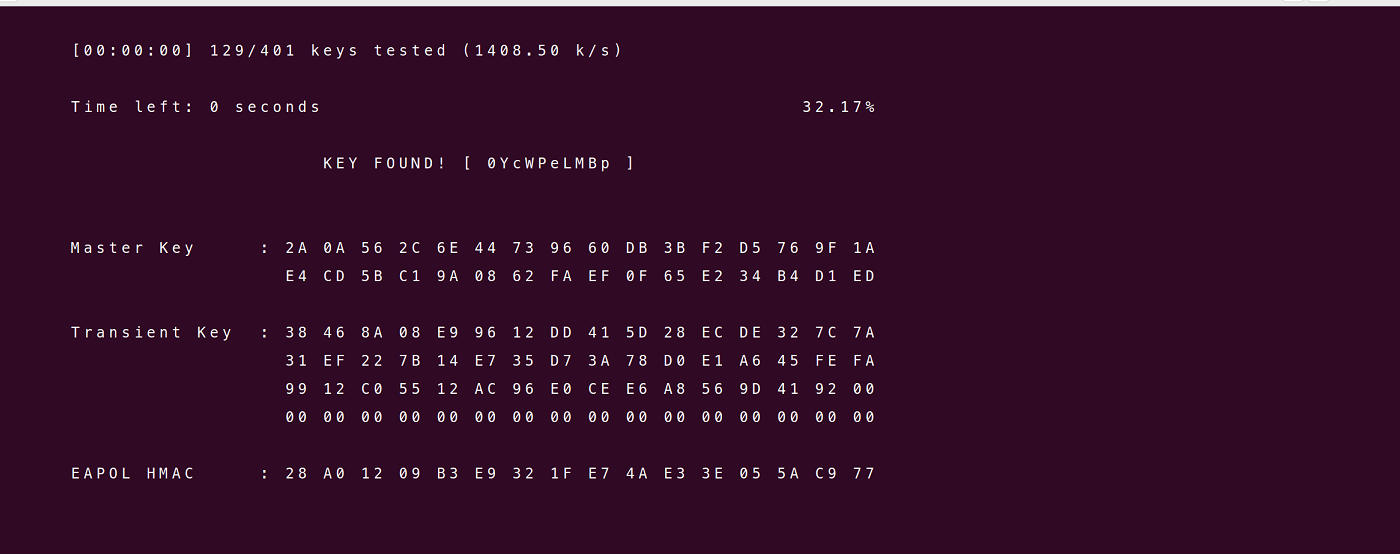 [00:00:00] 129/401 keys tested (1408.50 k/s)
Time left: 0 seconds 32.17%
KEY FOUND! [ 0YcWPeLMBp ]
Master Key : 2A 0A 56 2C 6E 44 73 96 60 DB 3B F2 D5 76 9F 1A
E4 CD 5B C1 9A 08 62 FA EF 0F 65 E2 34 B4 D1 ED
Transient Key : 38 46 8A 08 E9 96 12 DD 41 5D 28 EC DE 32 7C 7A
31 EF 22 7B 14 E7 35 D7 3A 78 D0 E1 A6 45 FE FA
99 12 C0 55 12 AC 96 E0 CE E6 A8 56 9D 41 92 00
00 00 00 00 00 00 00 00 00 00 00 00 00 00 00 00
EAPOL HMAC : 28 A0 12 09 B3 E9 32 1F E7 4A E3 3E 05 5A C9 77